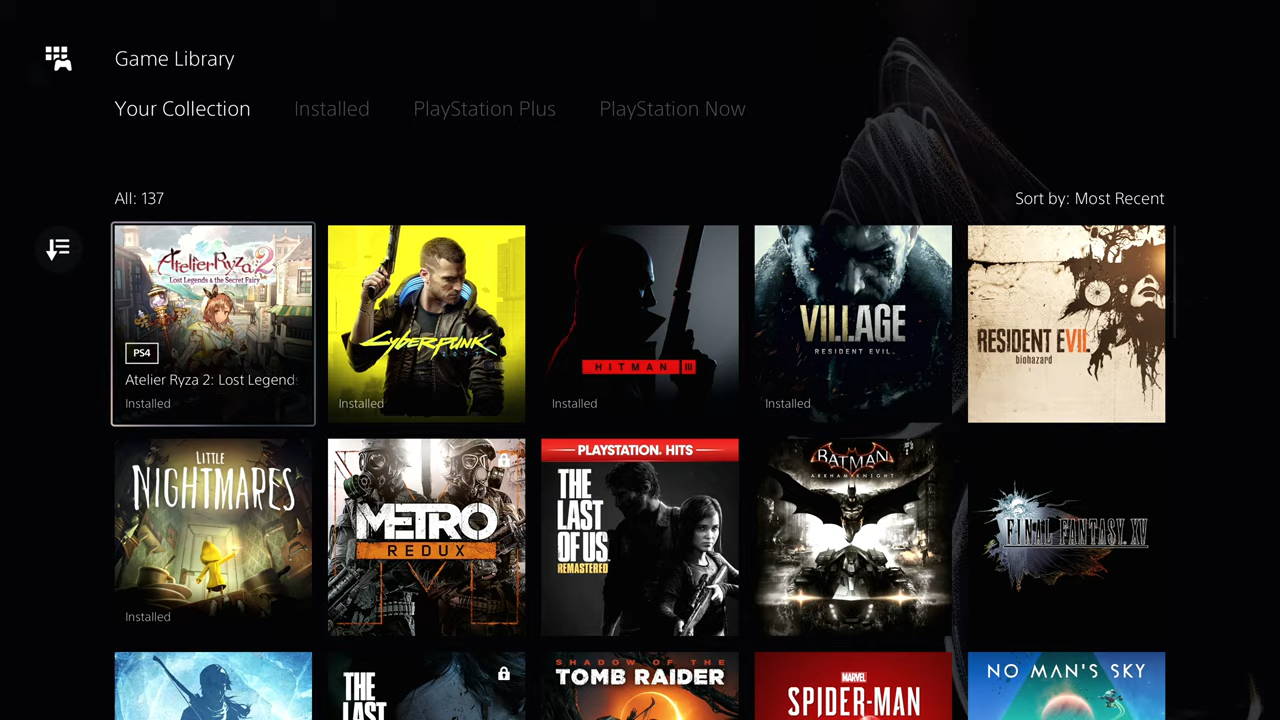 Game Library
Your Collection Installed PlayStation Plus PlayStation Now
All: 137
Sort by: Most Recent
Atelier Ryza 2
Lost Legends & the Secret Fairy
PS4
Atelier Ryza 2: Lost Legends
Installed
Cyberpunk
2077
Installed
HITMAN III
Installed
VILLAGE
RESIDENT EVIL
Installed
RESIDENT EVIL
biohazard
LITTLE
NIGHTMARES
Installed
METRO
REDUX
PLAYSTATION HITS
THE
LAST
OF US
REMASTERED
BATMAN
ARKHAM KNIGHT
FINAL FANTASY XV
THE
LAST
SHADOW OF THE
TOMB RAIDER
MARVEL
SPIDER-MAN
NO MAN'S SKY